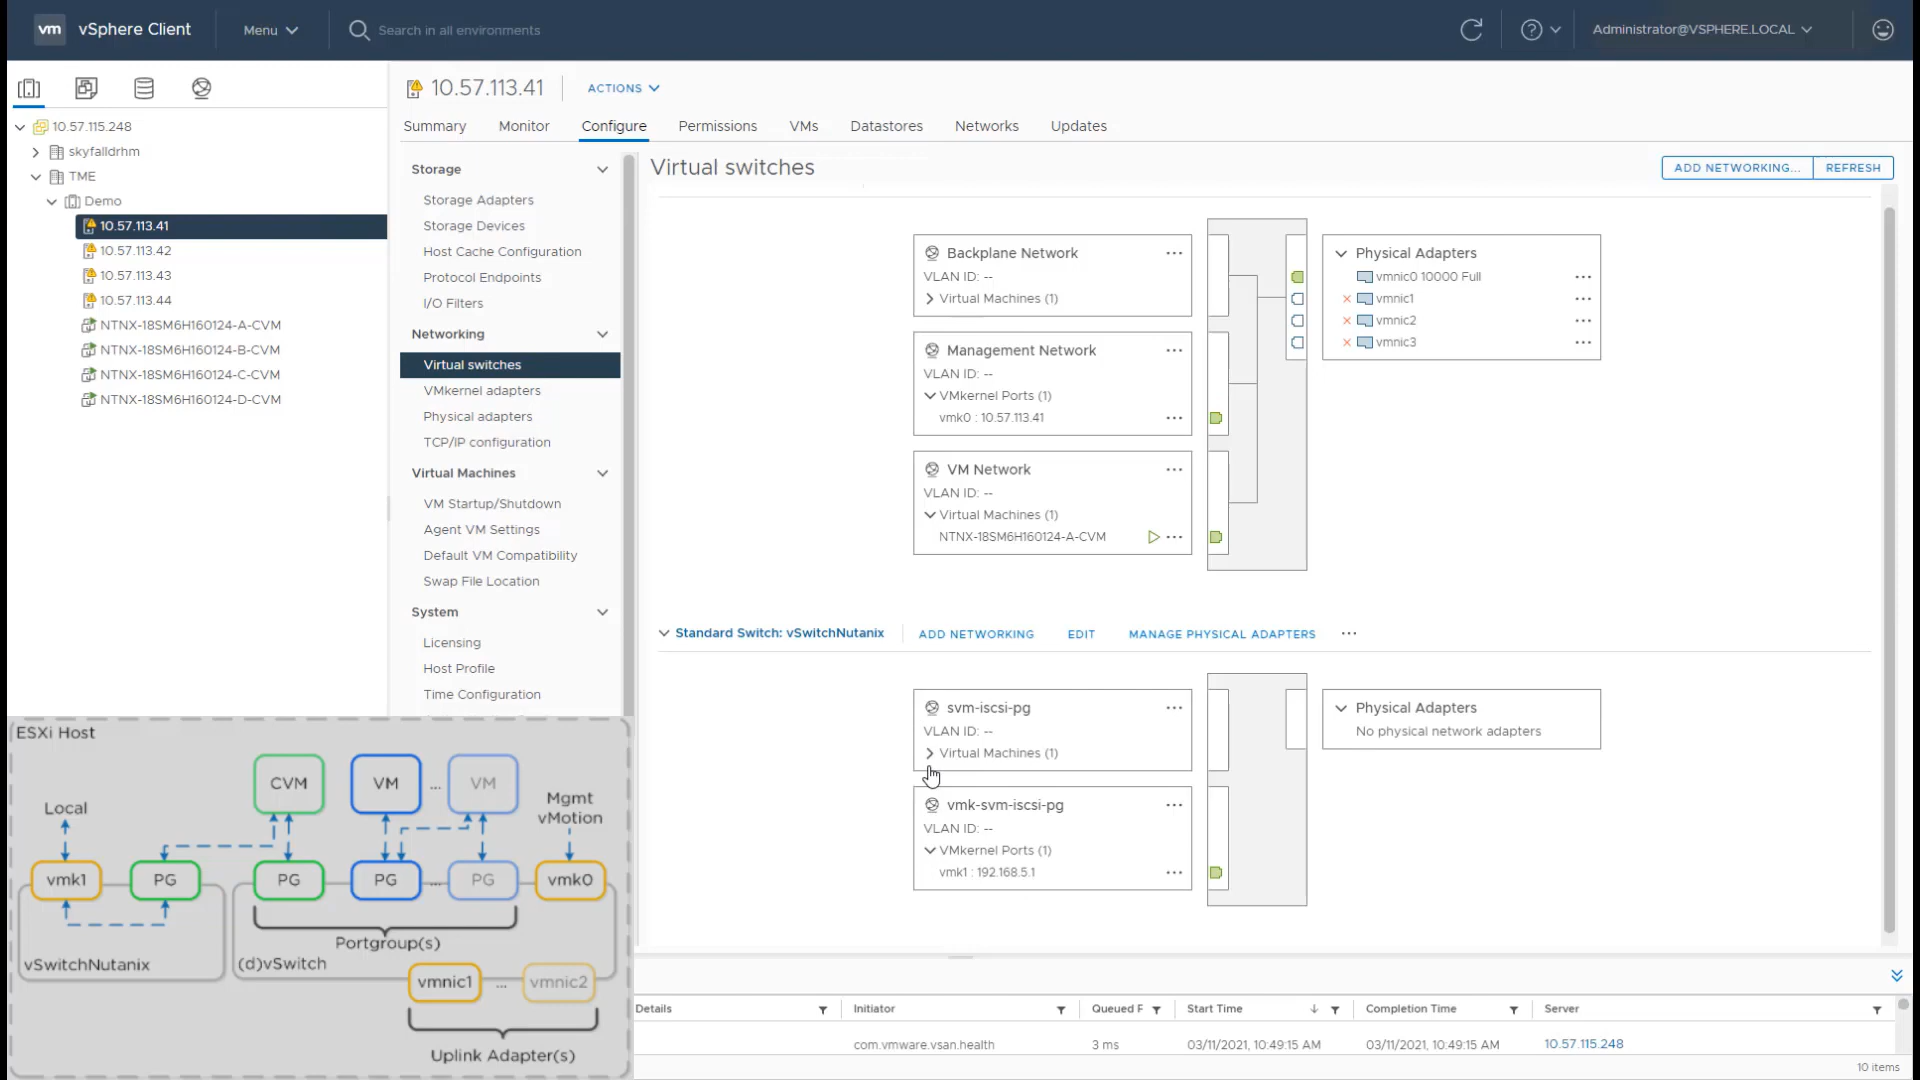 vm vSphere Client Menu Search in all environments Administrator@VSPHERE.LOCAL
10.57.115.248
skyfalldrhm
TME
Demo
10.57.113.41
10.57.113.42
10.57.113.43
10.57.113.44
NTNX-18SM6H160124-A-CVM
NTNX-18SM6H160124-B-CVM
NTNX-18SM6H160124-C-CVM
NTNX-18SM6H160124-D-CVM
10.57.113.41 ACTIONS
Summary Monitor Configure Permissions VMs Datastores Networks Updates
Storage
Storage Adapters
Storage Devices
Host Cache Configuration
Protocol Endpoints
I/O Filters
Networking
Virtual switches
VMkernel adapters
Physical adapters
TCP/IP configuration
Virtual Machines
VM Startup/Shutdown
Agent VM Settings
Default VM Compatibility
Swap File Location
System
Licensing
Host Profile
Time Configuration
Virtual switches ADD NETWORKING... REFRESH
Backplane Network ...
VLAN ID: --
Virtual Machines (1)
Management Network ...
VLAN ID: --
VMkernel Ports (1)
vmk0 : 10.57.113.41 ...
VM Network ...
VLAN ID: --
Virtual Machines (1)
NTNX-18SM6H160124-A-CVM ...
Physical Adapters
vmnic0 10000 Full ...
vmnic1 ...
vmnic2 ...
vmnic3 ...
Standard Switch: vSwitchNutanix ADD NETWORKING EDIT MANAGE PHYSICAL ADAPTERS ...
svm-iscsi-pg ...
VLAN ID: --
Virtual Machines (1)
vmk-svm-iscsi-pg ...
VLAN ID: --
VMkernel Ports (1)
vmk1 : 192.168.5.1 ...
Physical Adapters
No physical network adapters
ESXi Host
CVM VM ... VM
Local
Mgmt
vMotion
vmk1 PG PG PG ... PG vmk0
Portgroup(s)
vSwitchNutanix (d)vSwitch
vmnic1 ... vmnic2
Uplink Adapter(s)
Details Initiator Queued F Start Time Completion Time Server
com.vmware.vsan.health 3 ms 03/11/2021, 10:49:15 AM 03/11/2021, 10:49:15 AM 10.57.115.248
10 items